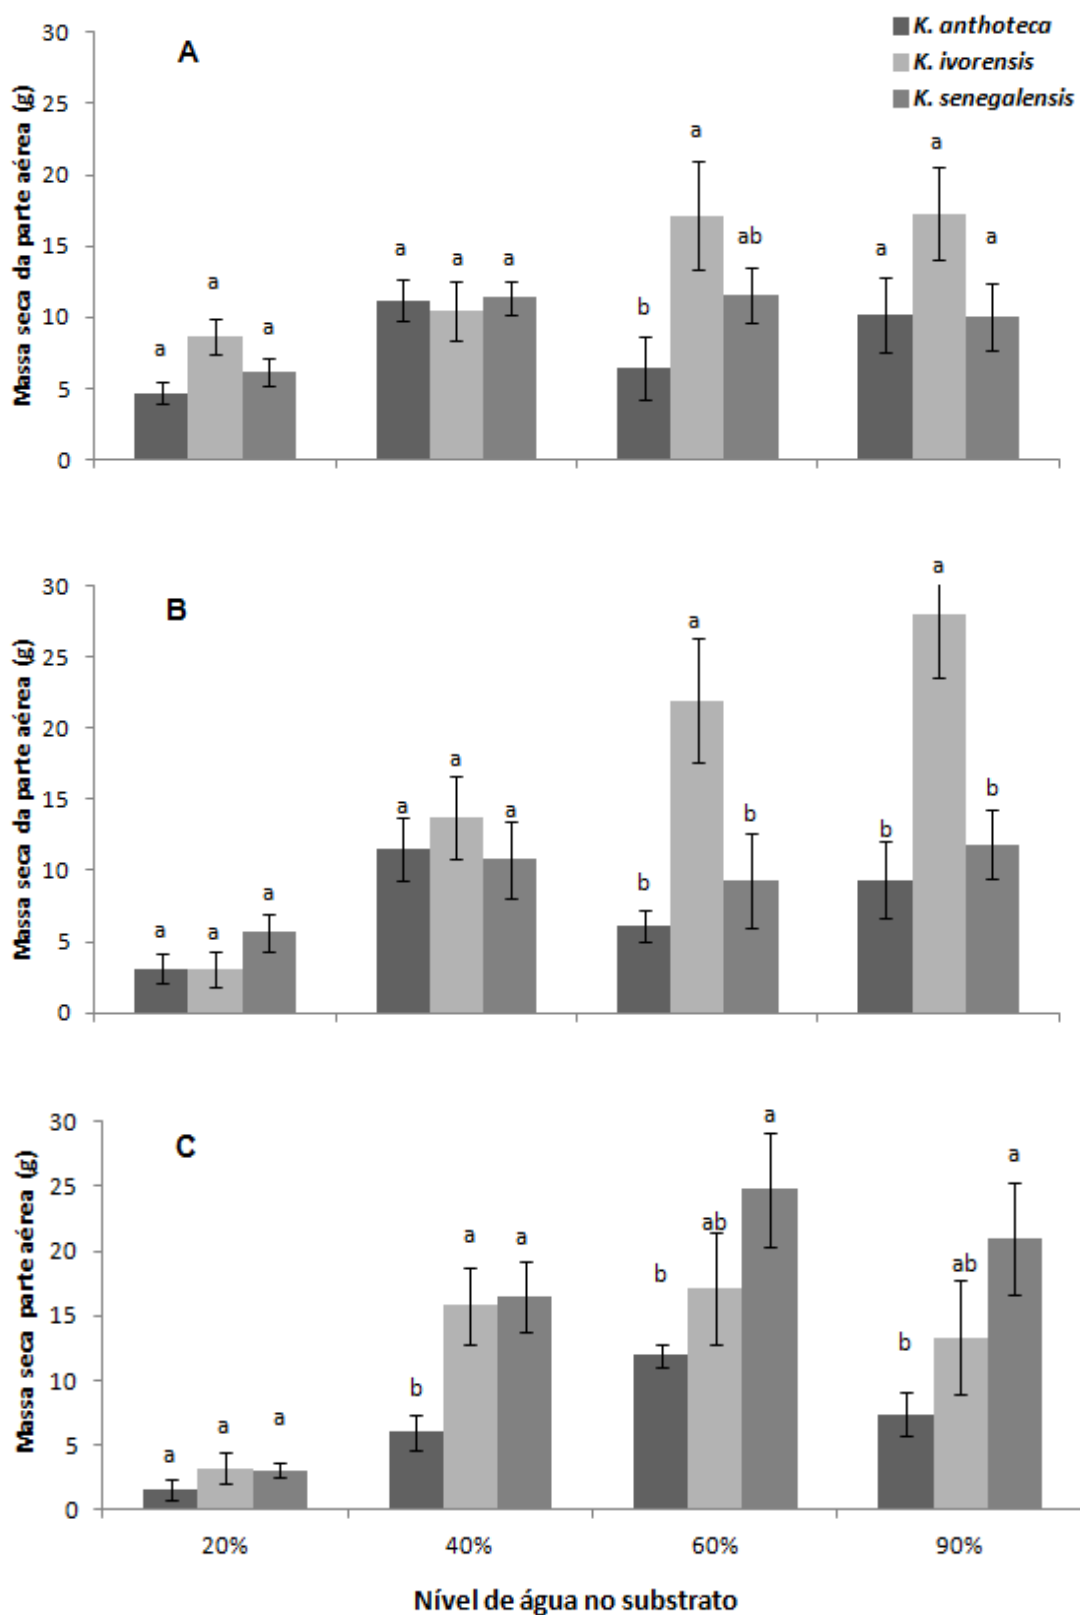 K. anthoteca
K. ivorensis
K. senegalensis
A
Massa seca da parte aérea (g)
30
25
20
15
10
5
0
a a a
a a a
b a ab
a a a
B
Massa seca da parte aérea (g)
30
25
20
15
10
5
0
a a a
a a a
b a b
b a b
C
Massa seca parte aérea (g)
30
25
20
15
10
5
0
a a a
b a a
b ab a
b ab a
20% 40% 60% 90%
Nível de água no substrato